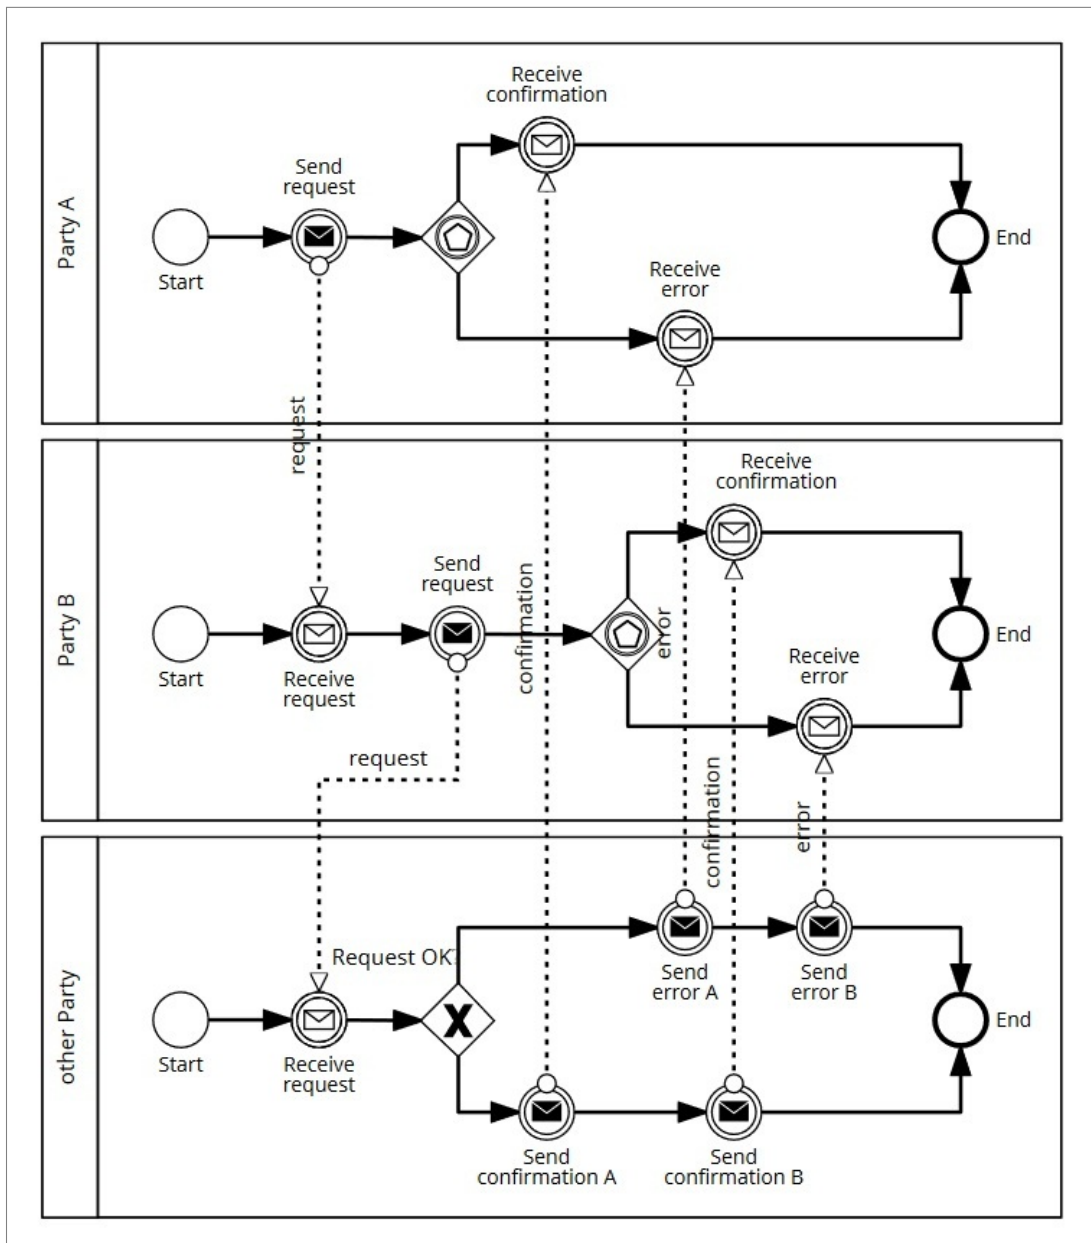 Party A
Receive
confirmation
Send
request
Start
Receive
error
End
request
Party B
Receive
confirmation
Send
request
confirmation
error
Start
Receive
request
Receive
error
End
request
confirmation
error
other Party
Request OK?
Start
Receive
request
Send
error A
Send
error B
End
Send
confirmation A
Send
confirmation B